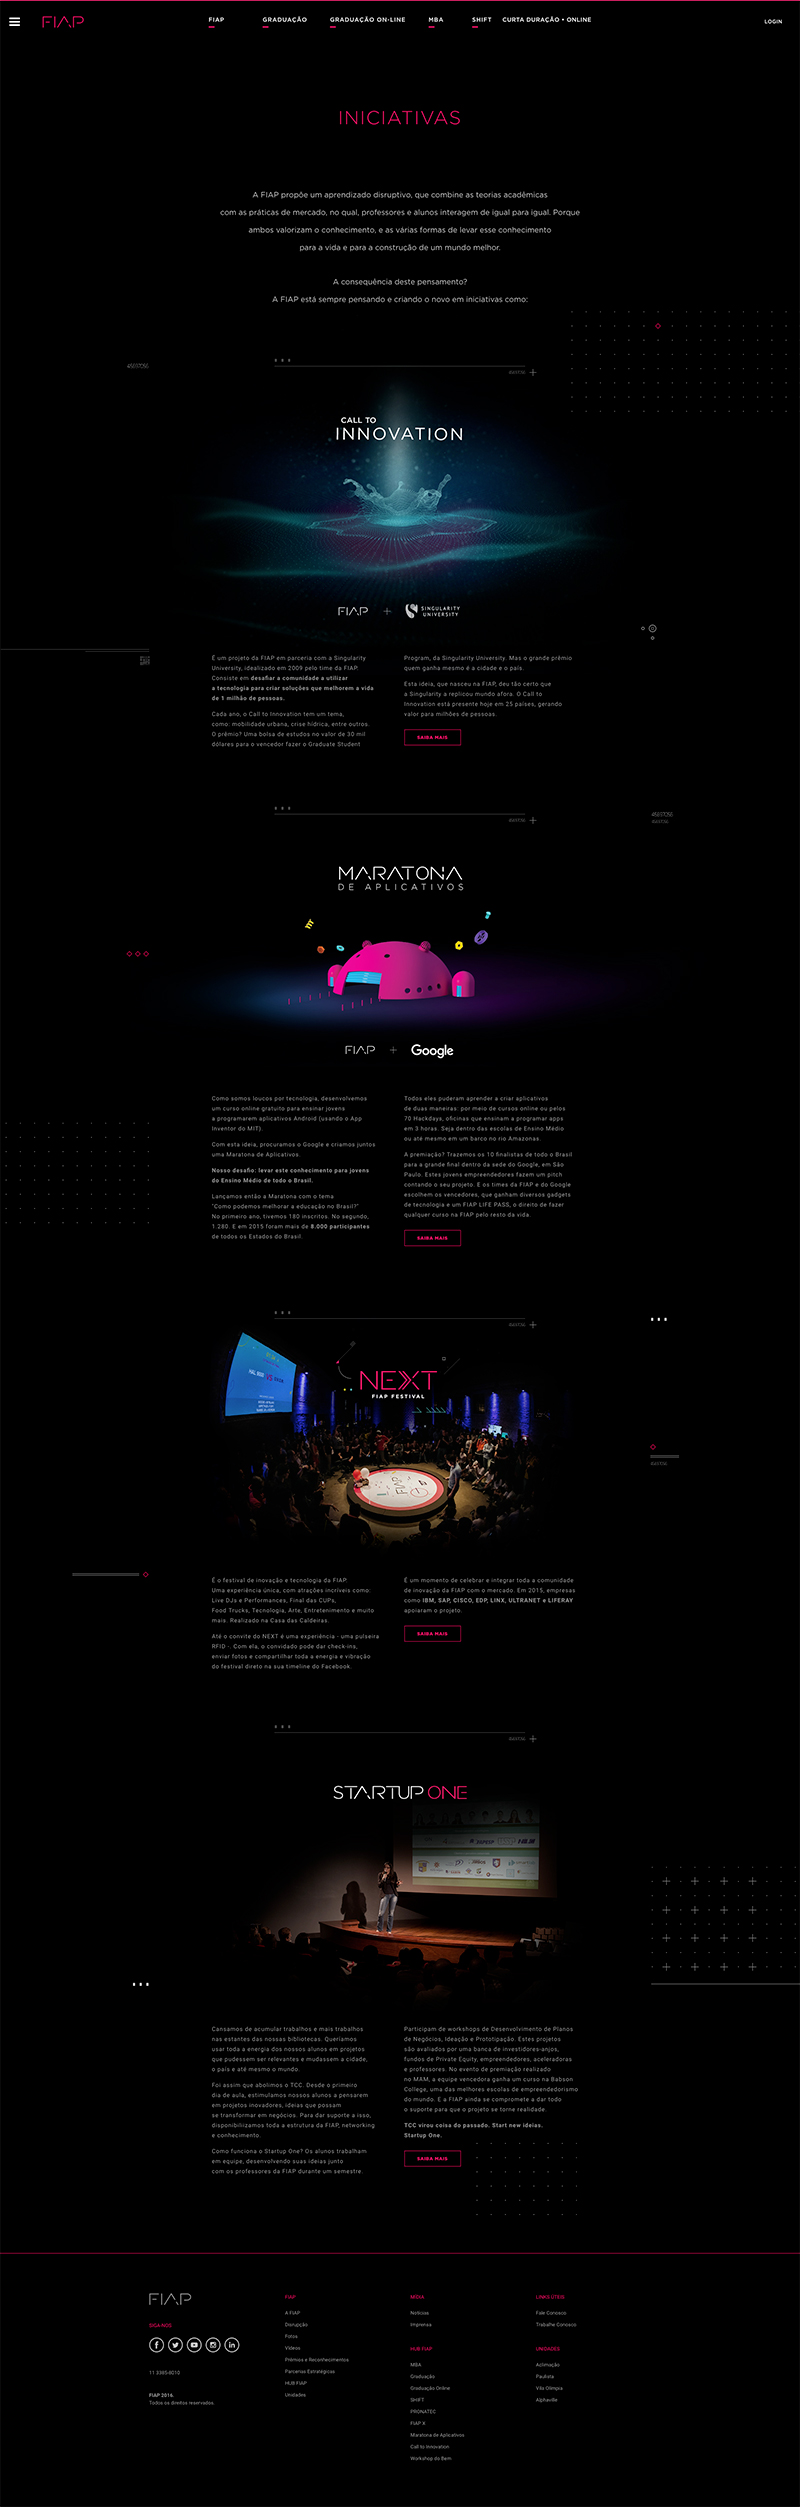 FIAP
FIAP GRADUAÇÃO GRADUAÇÃO ON-LINE MBA SHIFT CURTA DURAÇÃO • ONLINE
LOGIN
INICIATIVAS
A FIAP propõe um aprendizado disruptivo, que combine as teorias acadêmicas
com as práticas de mercado, no qual, professores e alunos interagem de igual para igual. Porque
ambos valorizam o conhecimento, e as várias formas de levar esse conhecimento
para a vida e para a construção de um mundo melhor.
A consequência deste pensamento?
A FIAP está sempre pensando e criando o novo em iniciativas como:
CALL TO
INNOVATION
FIAP + SINGULARITY
UNIVERSITY
É um projeto da FIAP em parceria com a Singularity
University, idealizado em 2009 pelo time da FIAP.
Consiste em desafiar a comunidade a utilizar
a tecnologia para criar soluções que melhorem a vida
de 1 milhão de pessoas.
Cada ano, o Call to Innovation tem um tema,
como: mobilidade urbana, crise hídrica, entre outros.
O prêmio? Uma bolsa de estudos no valor de 30 mil
dólares para o vencedor fazer o Graduate Student
Program, da Singularity University. Mas o grande prêmio
quem ganha mesmo é a cidade e o país.
Esta ideia, que nasceu na FIAP, deu tão certo que
a Singularity a replicou mundo afora. O Call to
Innovation está presente hoje em 25 países, gerando
valor para milhões de pessoas.
SAIBA MAIS
MARATONA
DE APLICATIVOS
FIAP + Google
Como somos loucos por tecnologia, desenvolvemos
um curso online gratuito para ensinar jovens
a programarem aplicativos Android (usando o App
Inventor do MIT).
Com esta ideia, procuramos o Google e criamos juntos
uma Maratona de Aplicativos.
Nosso desafio: levar este conhecimento para jovens
do Ensino Médio de todo o Brasil.
Lançamos então a Maratona com o tema
"Como podemos melhorar a educação no Brasil?"
No primeiro ano, tivemos 180 inscritos. No segundo,
1.280. E em 2015 foram mais de 8.000 participantes
de todos os Estados do Brasil.
Todos eles puderam aprender a criar aplicativos
de duas maneiras: por meio de cursos online ou pelos
70 Hackdays, oficinas que ensinam a programar apps
em 3 horas. Seja dentro das escolas de Ensino Médio
ou até mesmo em um barco no rio Amazonas.
A premiação? Trazemos os 10 finalistas de todo o Brasil
para a grande final dentro da sede do Google, em São
Paulo. Estes jovens empreendedores fazem um pitch
contando o seu projeto. E os times da FIAP e do Google
escolhem os vencedores, que ganham diversos gadgets
de tecnologia e um FIAP LIFE PASS, o direito de fazer
qualquer curso na FIAP pelo resto da vida.
SAIBA MAIS
NEXT
FIAP FESTIVAL
É o festival de inovação e tecnologia da FIAP.
Uma experiência única, com atrações incríveis como:
Live DJs e Performances, Final das CUPs,
Food Trucks, Tecnologia, Arte, Entretenimento e muito
mais. Realizado na Casa das Caldeiras.
Até o convite do NEXT é uma experiência - uma pulseira
RFID -. Com ela, o convidado pode dar check-ins,
enviar fotos e compartilhar toda a energia e vibração
do festival direto na sua timeline do Facebook.
É um momento de celebrar e integrar toda a comunidade
de inovação da FIAP com o mercado. Em 2015, empresas
como IBM, SAP, CISCO, EDP, LINX, ULTRANET e LIFERAY
apoiaram o projeto.
SAIBA MAIS
STARTUP ONE
Cansamos de acumular trabalhos e mais trabalhos
nas estantes das nossas bibliotecas. Queríamos
usar toda a energia dos nossos alunos em projetos
que pudessem ser relevantes e mudassem a cidade,
o país e até mesmo o mundo.
Foi assim que abolimos o TCC. Desde o primeiro
dia de aula, estimulamos nossos alunos a pensarem
em projetos inovadores, ideias que possam
se transformar em negócios. Para dar suporte a isso,
disponibilizamos toda a estrutura da FIAP, networking
e conhecimento.
Como funciona o Startup One? Os alunos trabalham
em equipe, desenvolvendo suas ideias junto
com os professores da FIAP durante um semestre.
Participam de workshops de Desenvolvimento de Planos
de Negócios, Ideação e Prototipação. Estes projetos
são avaliados por uma banca de investidores-anjos,
fundos de Private Equity, empreendedores, aceleradoras
e professores. No evento de premiação realizado
no MAM, a equipe vencedora ganha um curso na Babson
College, uma das melhores escolas de empreendedorismo
do mundo. E a FIAP ainda se compromete a dar todo
o suporte para que o projeto se torne realidade.
TCC virou coisa do passado. Start new ideias.
Startup One.
SAIBA MAIS
FIAP
SIGA-NOS
11 3385-8010
FIAP 2016.
Todos os direitos reservados.
FIAP
A FIAP
Disrupção
Fotos
Vídeos
Prêmios e Reconhecimentos
Parcerias Estratégicas
HUB FIAP
Unidades
MÍDIA
Notícias
Imprensa
HUB FIAP
MBA
Graduação
Graduação Online
SHIFT
PRONATEC
FIAP X
Maratona de Aplicativos
Call to Innovation
Workshop do Bem
LINKS ÚTEIS
Fale Conosco
Trabalhe Conosco
UNIDADES
Aclimação
Paulista
Vila Olímpia
Alphaville